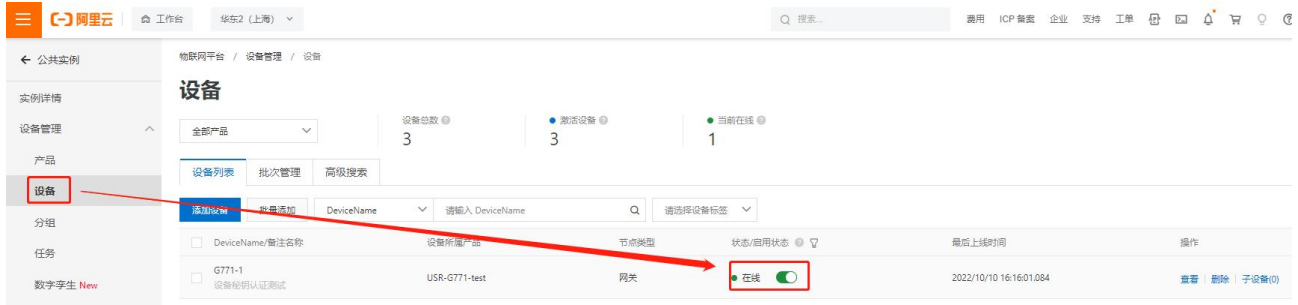 阿里云 工作台 华东2（上海） 搜索... 费用 ICP 备案 企业 支持 工单
公共实例
物联网平台 / 设备管理 / 设备
设备
实例详情
设备管理
产品
设备
分组
任务
数字孪生 New
全部产品
设备总数
3
激活设备
3
当前在线
1
设备列表 批次管理 高级搜索
添加设备 批量添加 DeviceName 请输入 DeviceName 请选择设备标签
DeviceName/备注名称 设备所属产品 节点类型 状态/启用状态 最后上线时间 操作
G771-1
设备秘钥认证测试
USR-G771-test 网关 在线 2022/10/10 16:16:01.084 查看 删除 子设备(0)